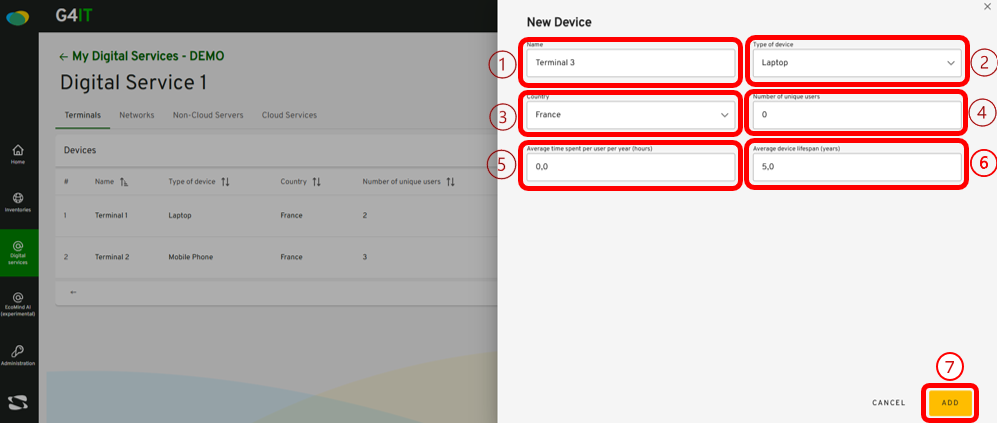 G4IT
Home
Inventories
Digital
services
EcoMind AI
(experimental)
Administration
← My Digital Services - DEMO
Digital Service 1
Terminals Networks Non-Cloud Servers Cloud Services
Devices
# Name Type of device Country Number of unique users
1 Terminal 1 Laptop France 2
2 Terminal 2 Mobile Phone France 3
New Device
1
Name
Terminal 3
2
Type of device
Laptop
3
Country
France
4
Number of unique users
0
5
Average time spent per user per year (hours)
0,0
6
Average device lifespan (years)
5,0
7
CANCEL ADD